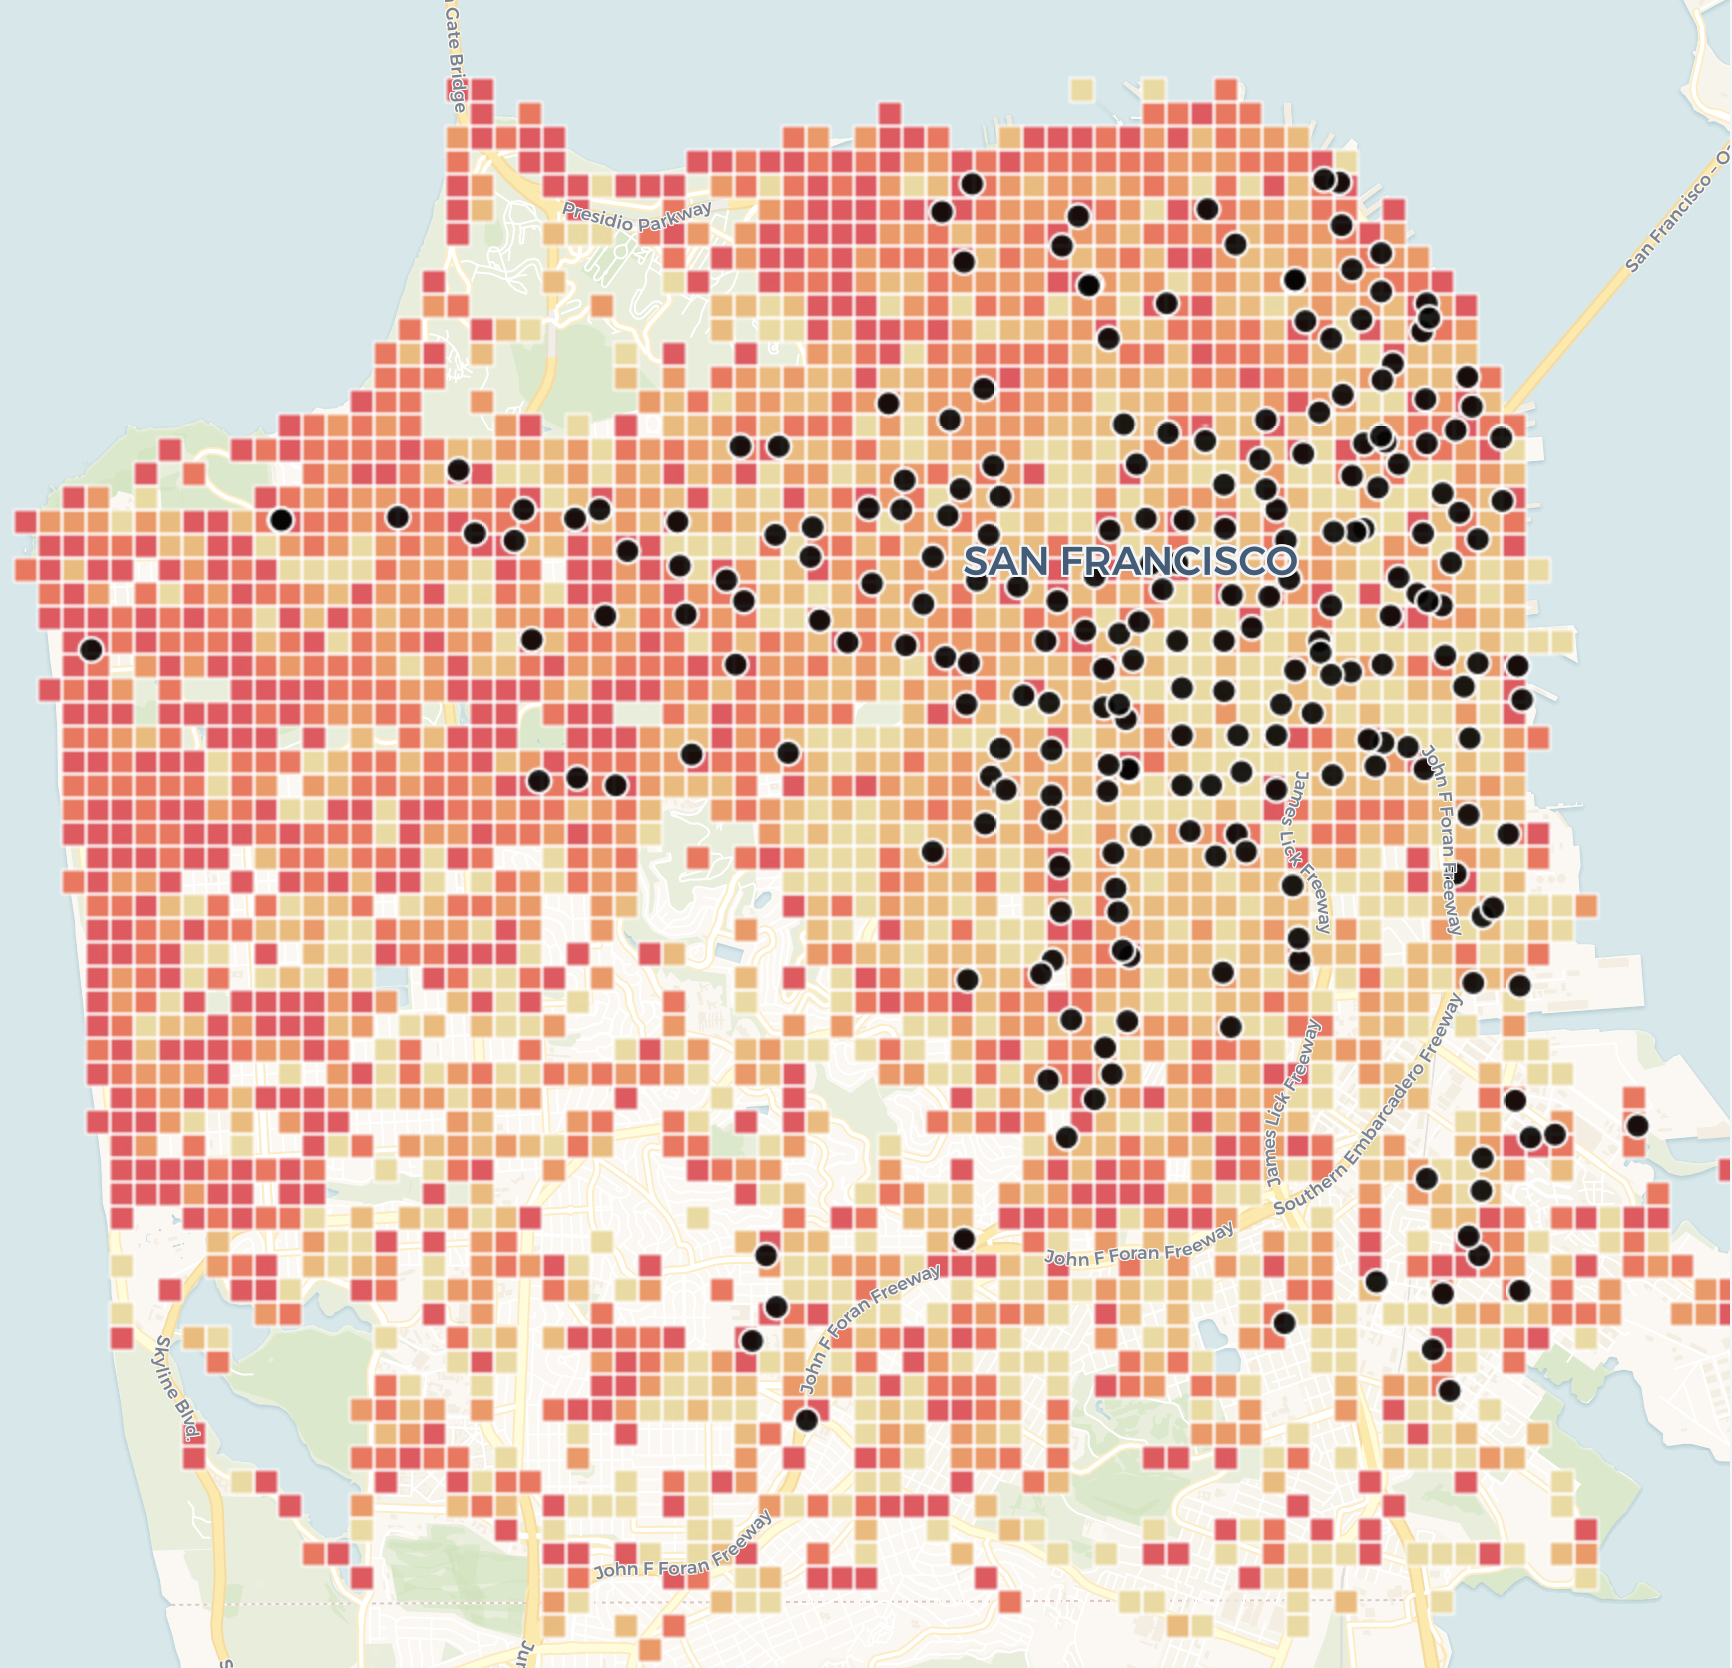 Gate Bridge
Presidio Parkway
San Francisco - O
SAN FRANCISCO
John F Foran Freeway
James Lick Freeway
James Lick Freeway
Southern Embarcadero Freeway
John F Foran Freeway
John F Foran Freeway
Skyline Blvd.
John F Foran Freeway